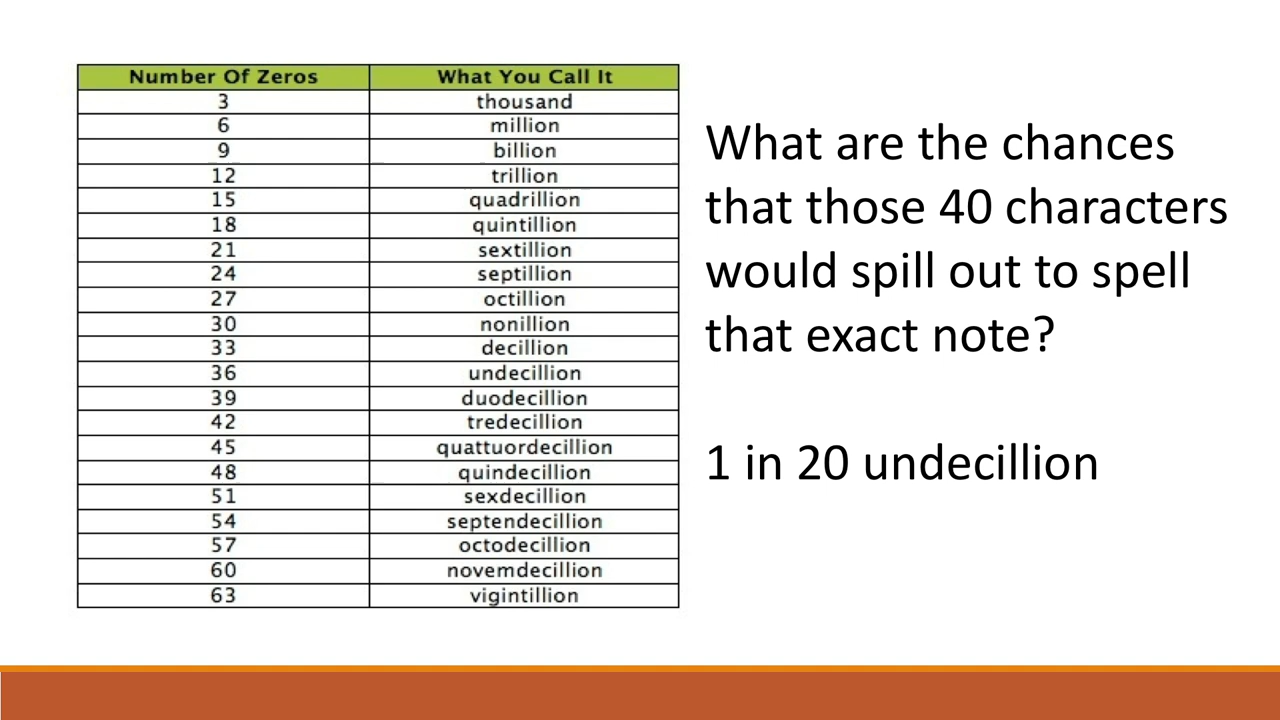 Number Of Zeros What You Call It
3 thousand
6 million
9 billion
12 trillion
15 quadrillion
18 quintillion
21 sextillion
24 septillion
27 octillion
30 nonillion
33 decillion
36 undecillion
39 duodecillion
42 tredecillion
45 quattuordecillion
48 quindecillion
51 sexdecillion
54 septendecillion
57 octodecillion
60 novemdecillion
63 vigintillion
What are the chances
that those 40 characters
would spill out to spell
that exact note?
1 in 20 undecillion